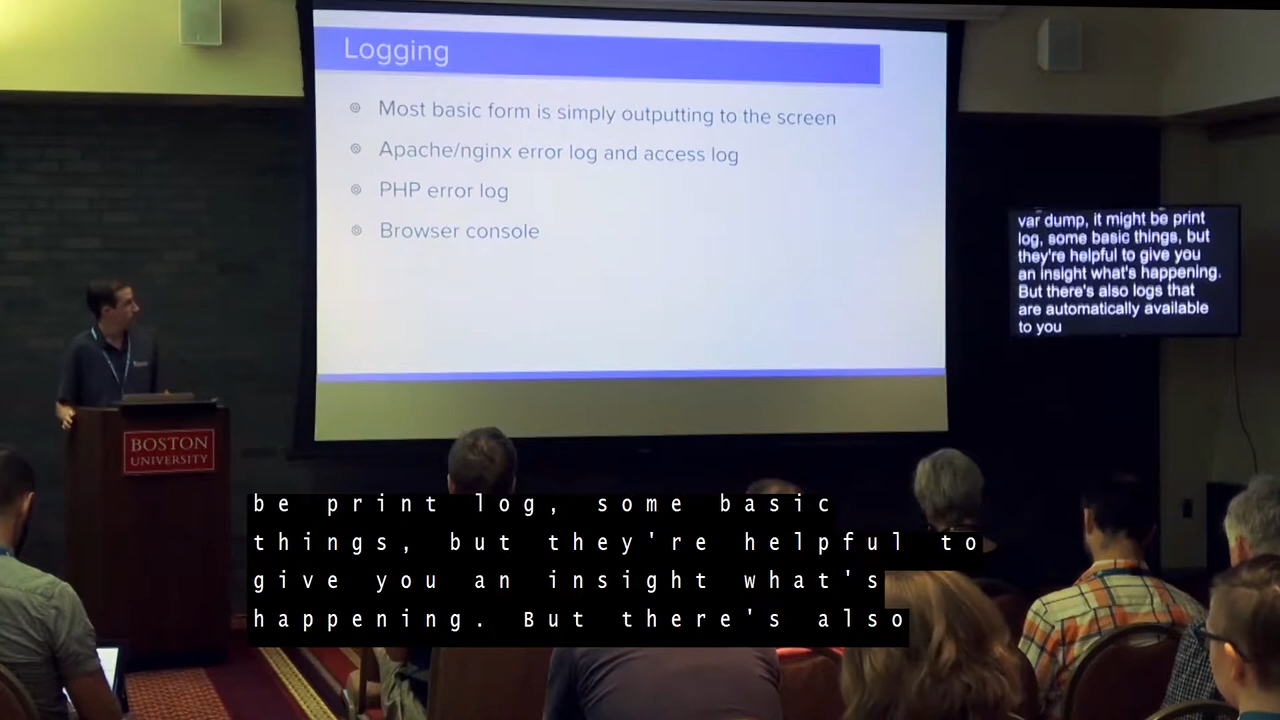 Logging
Most basic form is simply outputting to the screen
Apache/nginx error log and access log
PHP error log
Browser console
var dump, it might be print
log, some basic things, but
they're helpful to give you
an insight what's happening.
But there's also logs that
are automatically available
to you
BOSTON
UNIVERSITY
be print log, some basic
things, but they're helpful to
give you an insight what's
happening. But there's also